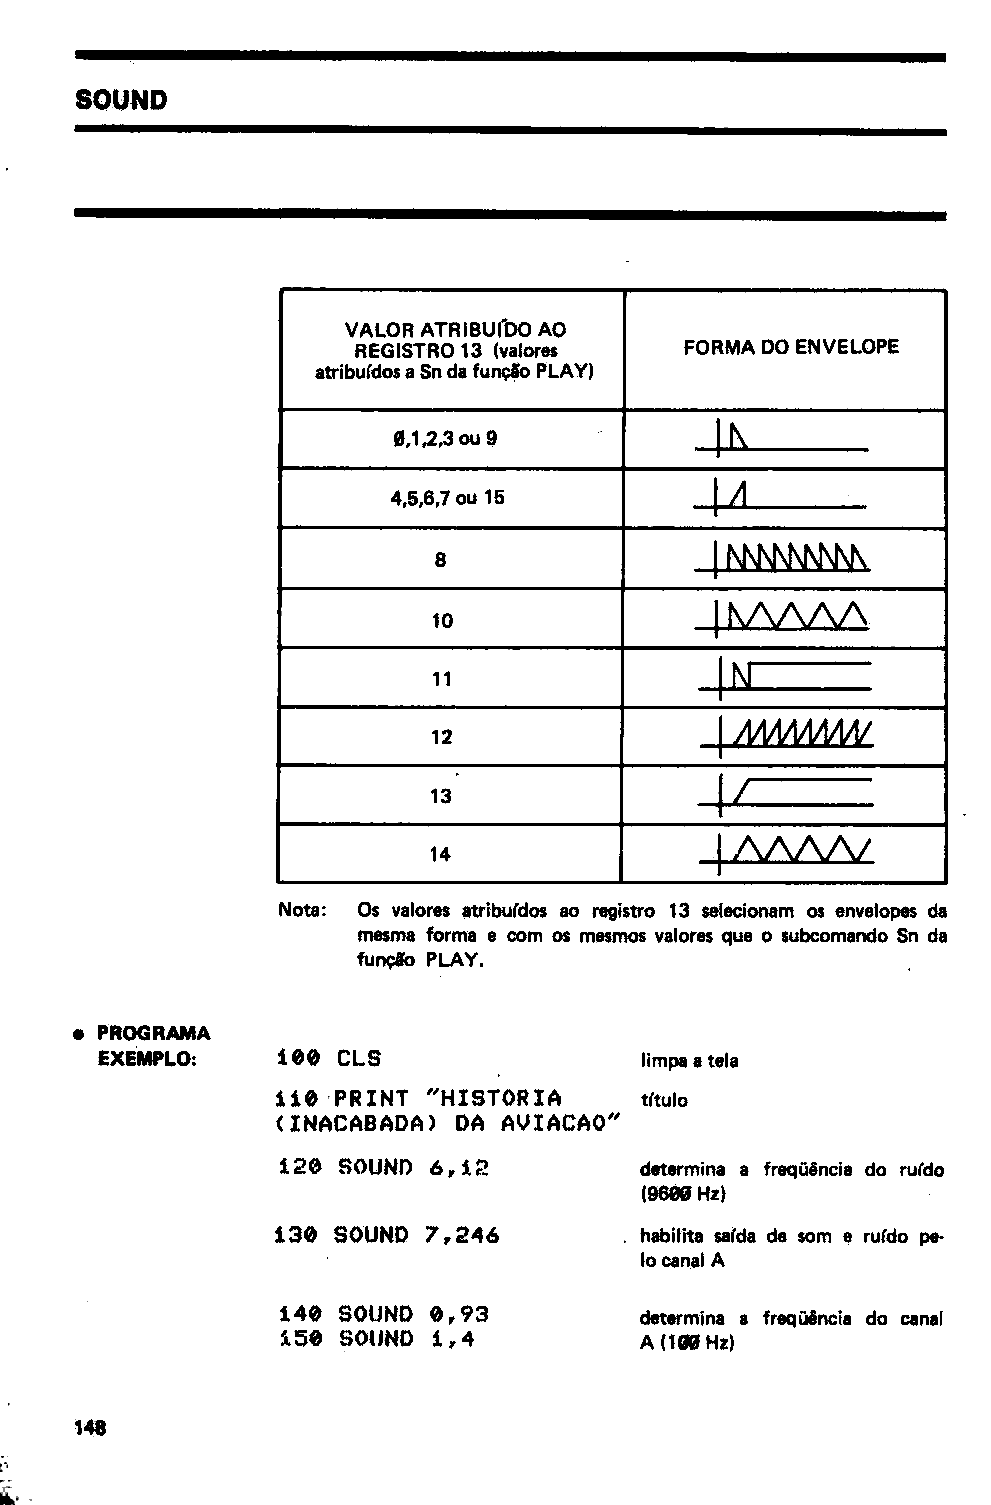 SOUND
VALOR ATRIBUÍDO AO
REGISTRO 13 (valores
atribuídos a Sn da função PLAY)
FORMA DO ENVELOPE
0,1,2,3 ou 9
4,5,6,7 ou 15
8
10
11
12
13
14
Nota: Os valores atribuídos ao registro 13 selecionam os envelopes da
mesma forma e com os mesmos valores que o subcomando Sn da
função PLAY.
• PROGRAMA
EXEMPLO:
100 CLS
limpa a tela
110 PRINT "HISTORIA
(INACABADA) DA AVIACAO"
título
120 SOUND 6,12
determina a freqüência do ruído
(9600 Hz)
130 SOUND 7,246
habilita saída de som e ruído pe-
lo canal A
140 SOUND 0,93
150 SOUND 1,4
determina a freqüência do canal
A (100 Hz)
148